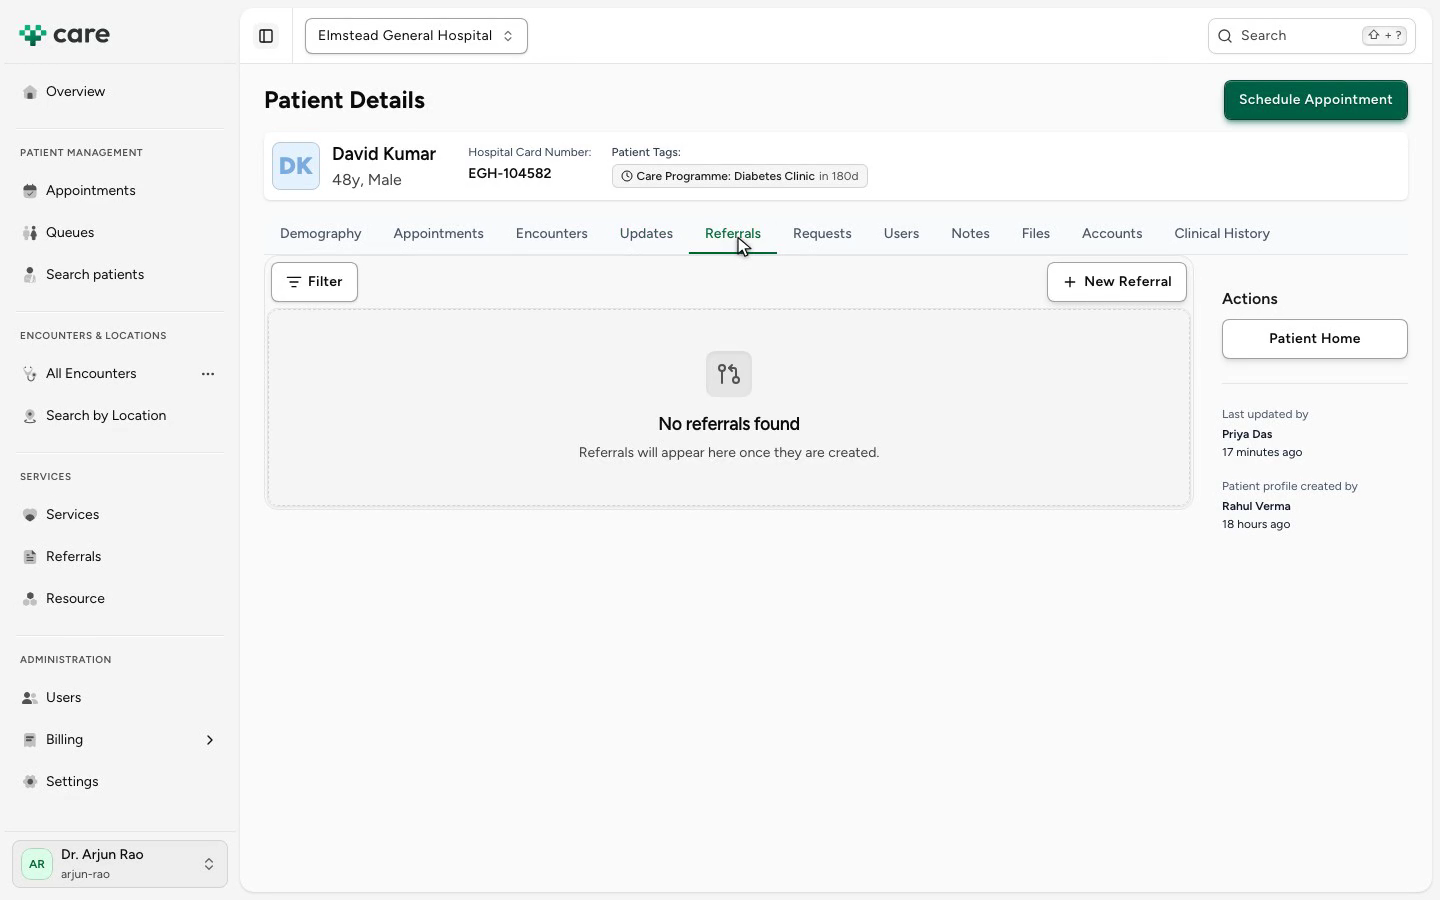 care
Elmstead General Hospital
Search
⇧ + ?
Overview
PATIENT MANAGEMENT
Appointments
Queues
Search patients
ENCOUNTERS & LOCATIONS
All Encounters
Search by Location
SERVICES
Services
Referrals
Resource
ADMINISTRATION
Users
Billing
Settings
AR
Dr. Arjun Rao
arjun-rao
Patient Details
Schedule Appointment
DK
David Kumar
48y, Male
Hospital Card Number:
EGH-104582
Patient Tags:
Care Programme: Diabetes Clinic in 180d
Demography Appointments Encounters Updates Referrals Requests Users Notes Files Accounts Clinical History
Filter
New Referral
No referrals found
Referrals will appear here once they are created.
Actions
Patient Home
Last updated by
Priya Das
17 minutes ago
Patient profile created by
Rahul Verma
18 hours ago